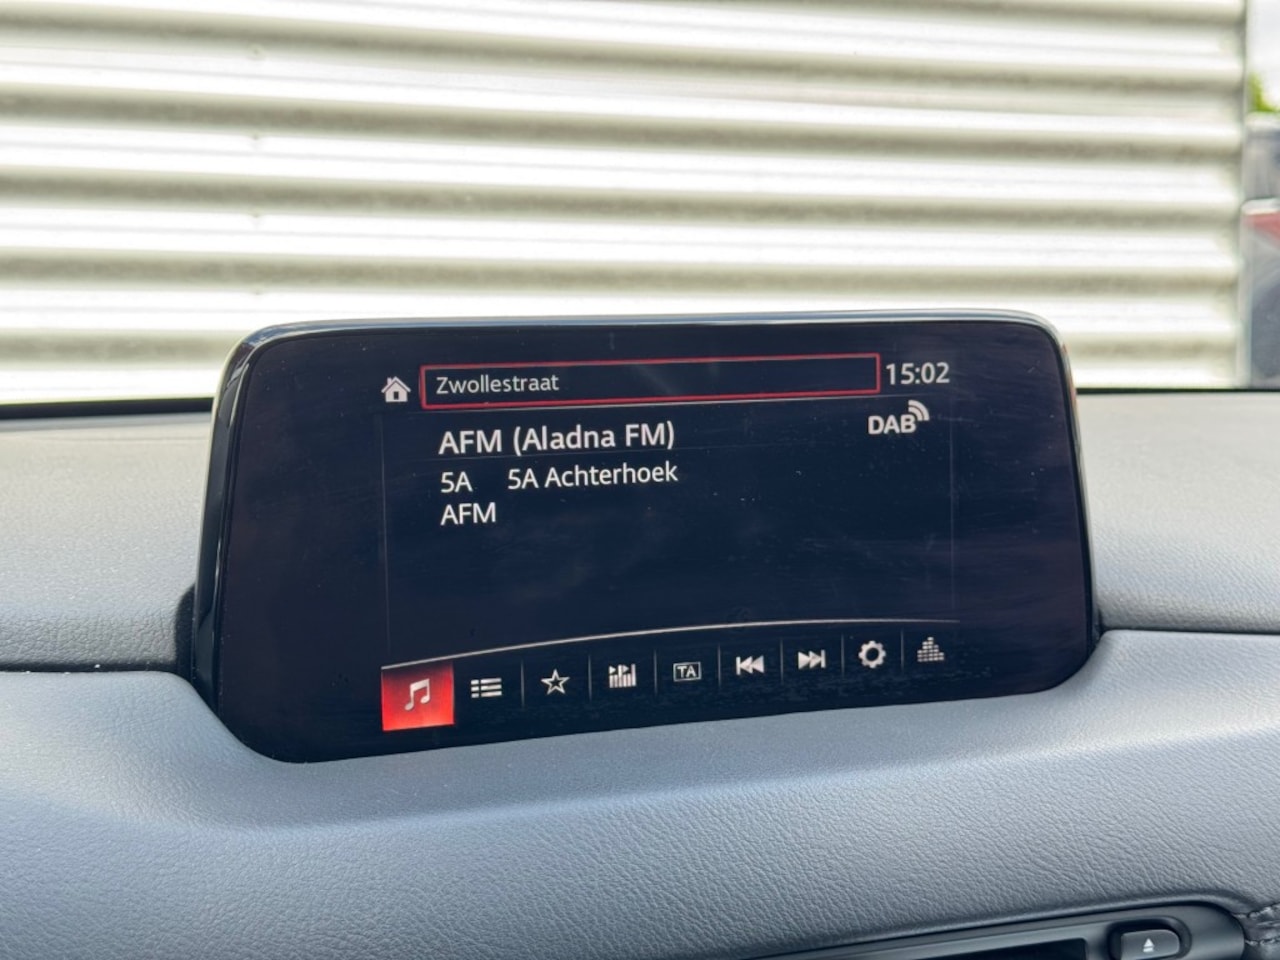 Zwollestraat
15:02
AFM (Aladna FM)
DAB
5A 5A Achterhoek
AFM
TA